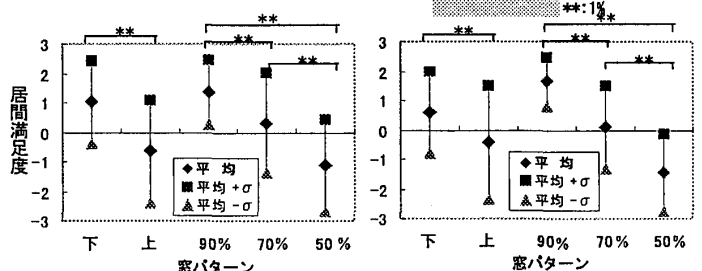 **:1%
**
**
**
**
3
2
1
0
-1
-2
-3
居間満足度
◆ 平 均
■ 平均+σ
▲ 平均-σ
下 上 90% 70% 50%
窓パターン
**
**
**
**
3
2
1
0
-1
-2
-3
◆ 平均
■ 平均+σ
▲ 平均-σ
下 上 90% 70% 50%
窓パターン